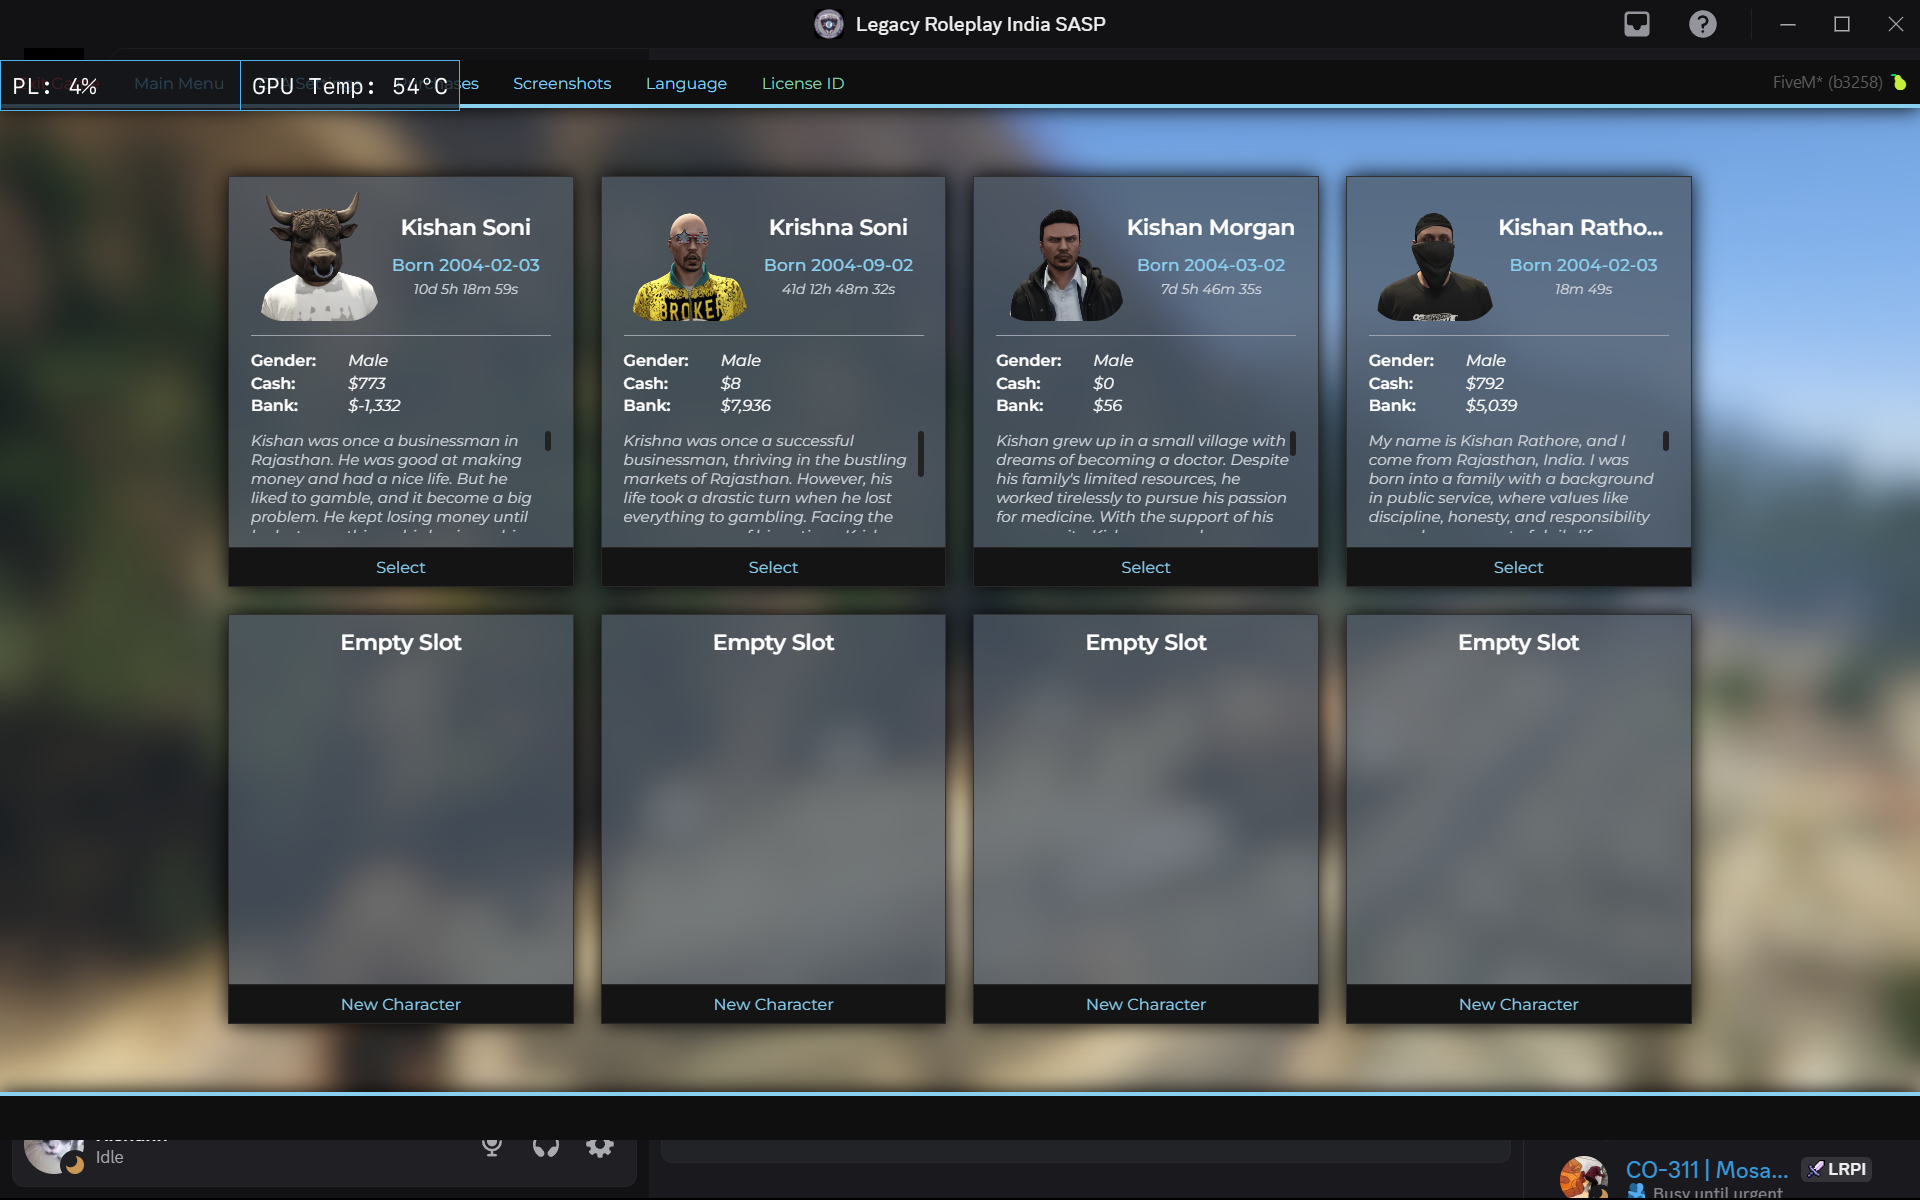 Legacy Roleplay India SASP
PL: 4%
Main Menu
GPU Temp: 54°C
Screenshots
Language
License ID
FiveM* (b3258)
Kishan Soni
Born 2004-02-03
10d 5h 18m 59s
Gender: Male
Cash: $773
Bank: $-1,332
Kishan was once a businessman in
Rajasthan. He was good at making
money and had a nice life. But he
liked to gamble, and it become a big
problem. He kept losing money until
Select
Krishna Soni
Born 2004-09-02
41d 12h 48m 32s
BROKER
Gender: Male
Cash: $8
Bank: $7,936
Krishna was once a successful
businessman, thriving in the bustling
markets of Rajasthan. However, his
life took a drastic turn when he lost
everything to gambling. Facing the
Select
Kishan Morgan
Born 2004-03-02
7d 5h 46m 35s
Gender: Male
Cash: $0
Bank: $56
Kishan grew up in a small village with
dreams of becoming a doctor. Despite
his family's limited resources, he
worked tirelessly to pursue his passion
for medicine. With the support of his
Select
Kishan Ratho...
Born 2004-02-03
18m 49s
Gender: Male
Cash: $792
Bank: $5,039
My name is Kishan Rathore, and I
come from Rajasthan, India. I was
born into a family with a background
in public service, where values like
discipline, honesty, and responsibility
Select
Empty Slot
New Character
Empty Slot
New Character
Empty Slot
New Character
Empty Slot
New Character
Idle
CO-311 | Mosa...
LRPI
Busy until urgent